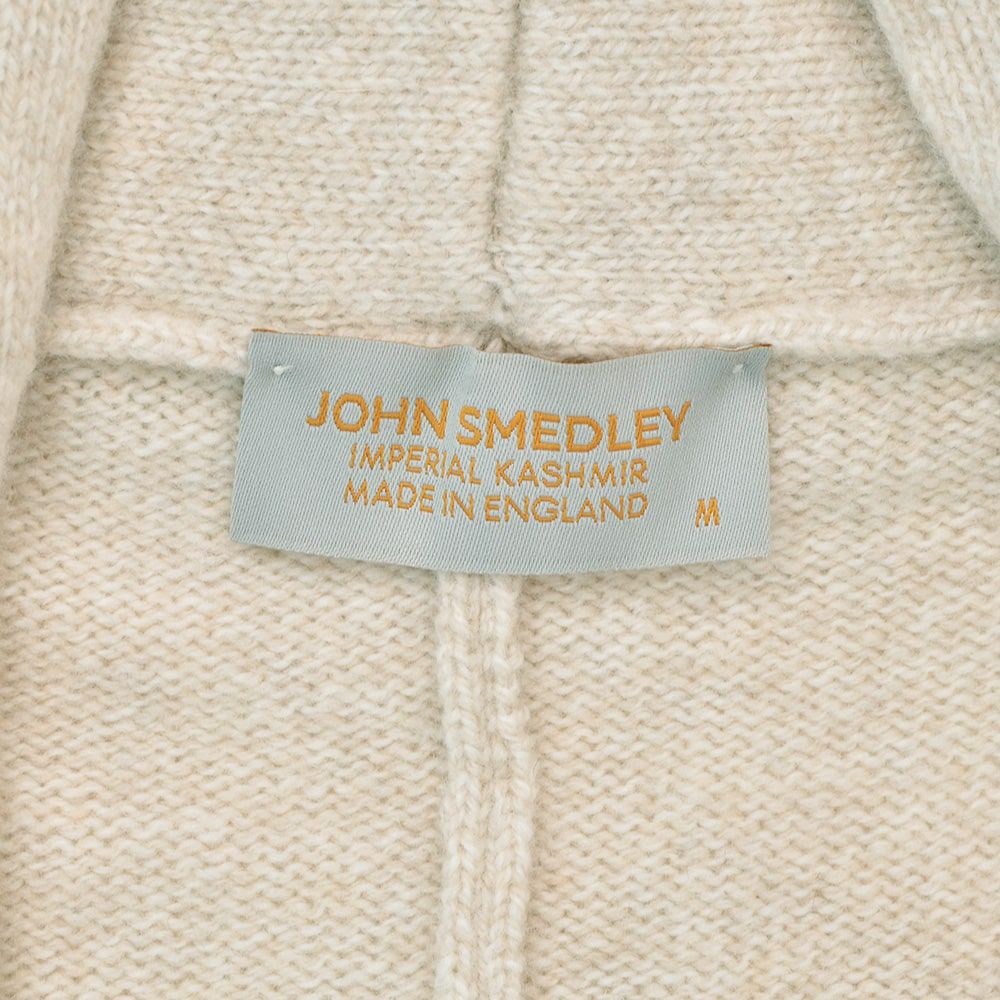 JOHN SMEDLEY
IMPERIAL KASHMIR
MADE IN ENGLAND
M